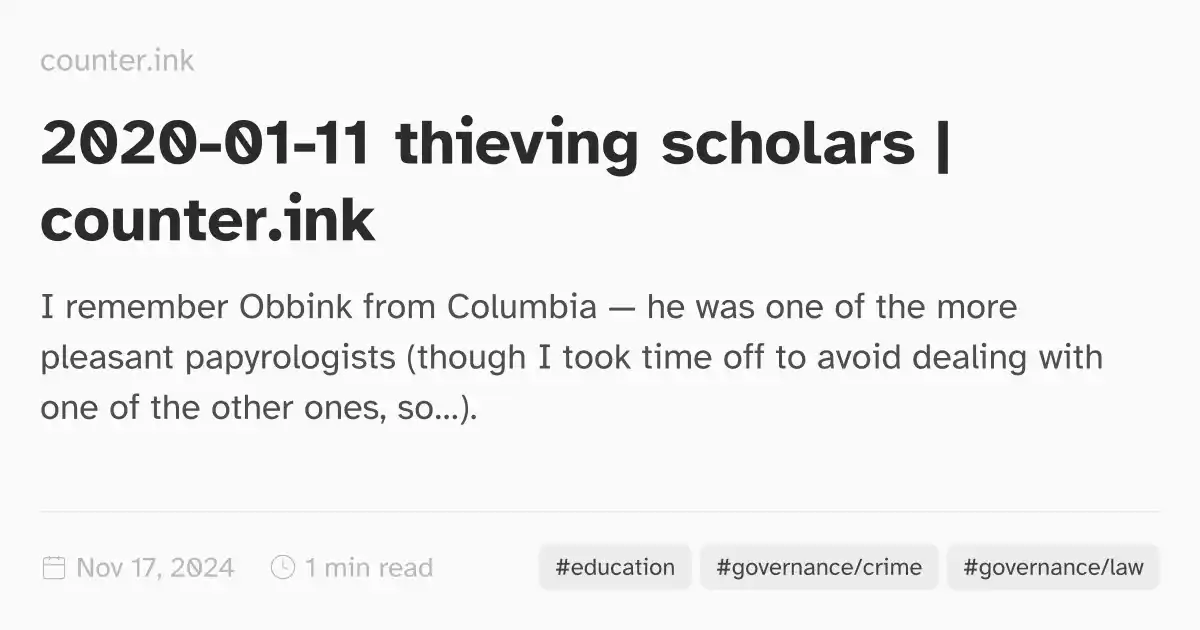 counter.ink
2020-01-11 thieving scholars |
counter.ink
I remember Obbink from Columbia — he was one of the more
pleasant papyrologists (though I took time off to avoid dealing with
one of the other ones, so…).
Nov 17, 2024 1 min read #education #governance/crime #governance/law